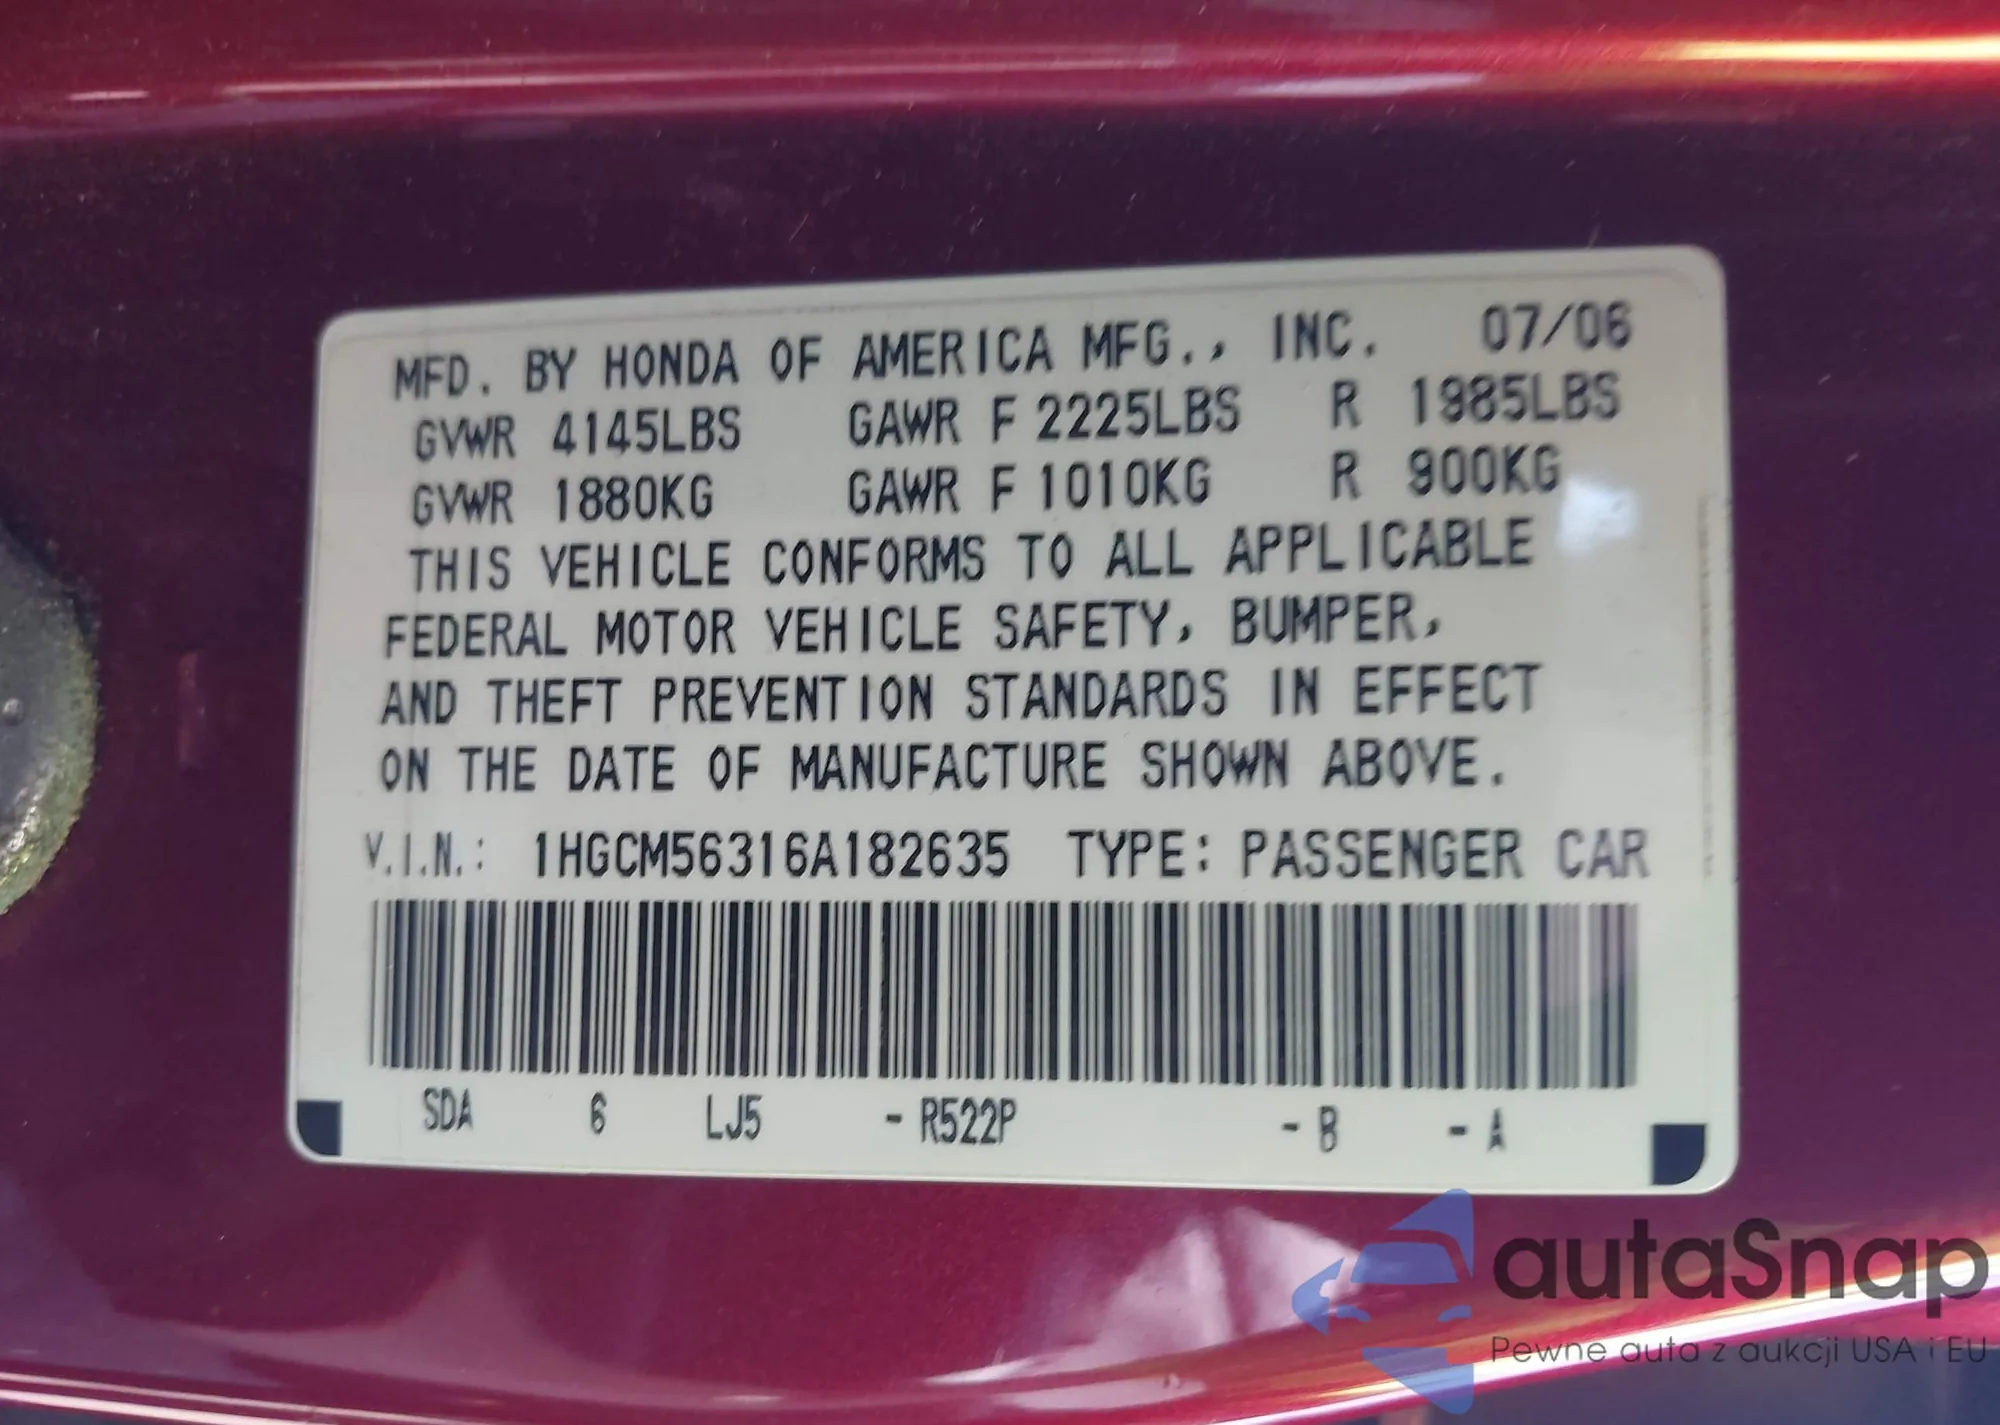 MFD. BY HONDA OF AMERICA MFG., INC. 07/06
GVWR 4145LBS GAWR F 2225LBS R 1985LBS
GVWR 1880KG GAWR F 1010KG R 900KG
THIS VEHICLE CONFORMS TO ALL APPLICABLE
FEDERAL MOTOR VEHICLE SAFETY, BUMPER,
AND THEFT PREVENTION STANDARDS IN EFFECT
ON THE DATE OF MANUFACTURE SHOWN ABOVE.
V.I.N.: 1HGCM56316A182635 TYPE: PASSENGER CAR
SDA 6 LJ5 - R522P - B - A
autaSnap
Pewne auta z aukcji USA i EU